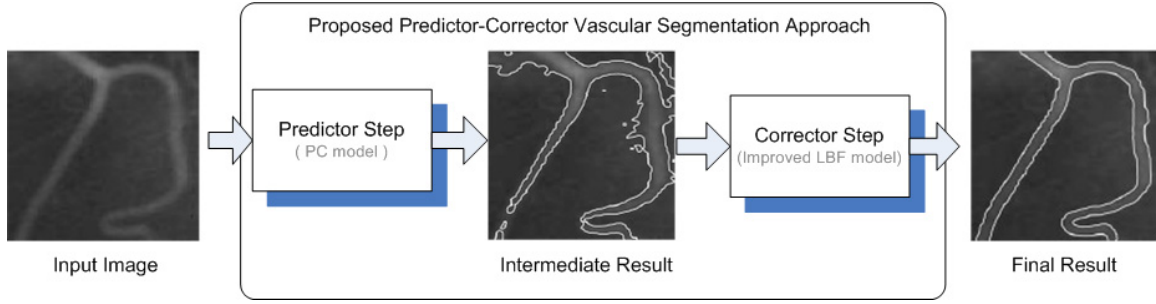 Proposed Predictor-Corrector Vascular Segmentation Approach
Predictor Step
( PC model )
Corrector Step
(Improved LBF model)
Input Image
Intermediate Result
Final Result